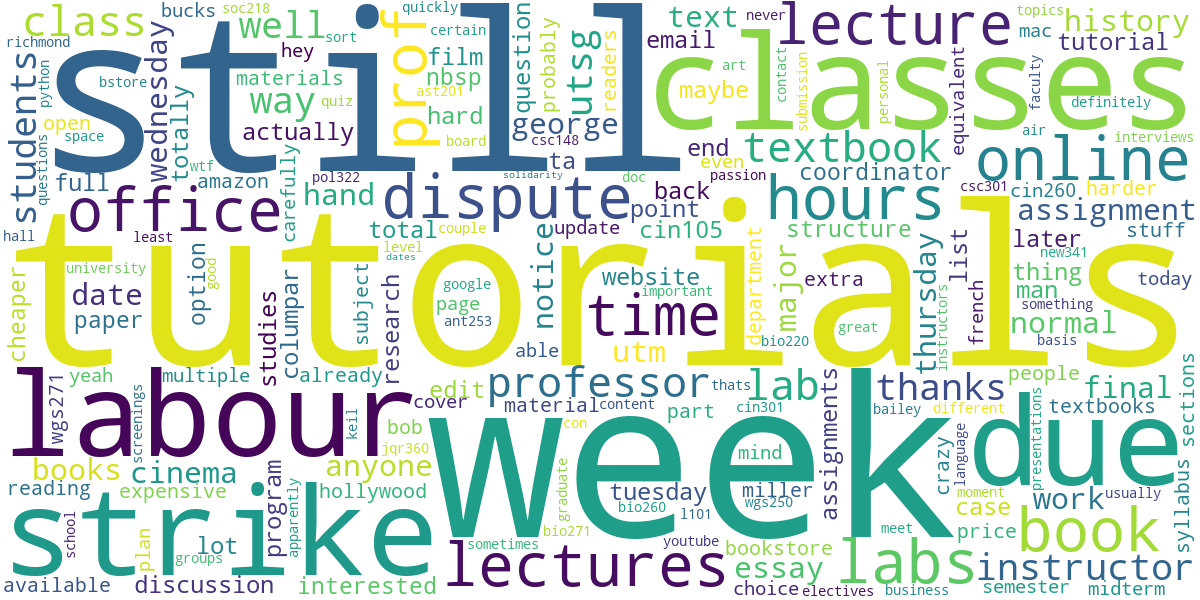 still
tutorials
week
classes
labour
strike
due
lecture
lectures
office
dispute
hours
time
professor
prof
online
textbook
book
labs
lab
instructor
class
well
way
text
history
tutorial
mac
topics
email
george
utsg
question
readers
probably
film
nbsp
hard
ast201
board
csc148
quickly
certain
never
bucks
soc218
sort
hey
materials
quiz
actually
richmond
python
bstore
students
questions
open
space
wednesday
totally
wtf
full
amazon
carefully
pol322
hand
ta
solidarity
doc
end
back
even
passion
point
maybe
art
contact
submission
personal
equivalent
faculty
definitely
air
interviews
coordinator
csc301
cin260
harder
assignment
stuff
later
list
new341
today
thing
man
something
normal
basis
french
thursday
instructors
structure
major
department
cin105
total
couple
update
level
dates
notice
website
important
google
page
ant253
able
extra
great
bio220
utm
hall
least
university
good
option
date
paper
cheaper
studies
columpar
subject
research
yeah
multiple
already
wgs271
screenings
keil
cover
edit
material
content
thats
cin301
part
bob
jqr360
con
anyone
cinema
books
reading
expensive
hollywood
program
apparently
lot
plan
school
groups
available
discussion
interested
graduate
bio271
bio260
tuesday
l101
miller
wgs250
mind
assignments
thanks
bailey
different
people
final
textbooks
presentations
language
crazy
moment
case
work
usually
syllabus
sections
price
meet
youtube
sometimes
bookstore
essay
choice
electives
business
semester
midterm